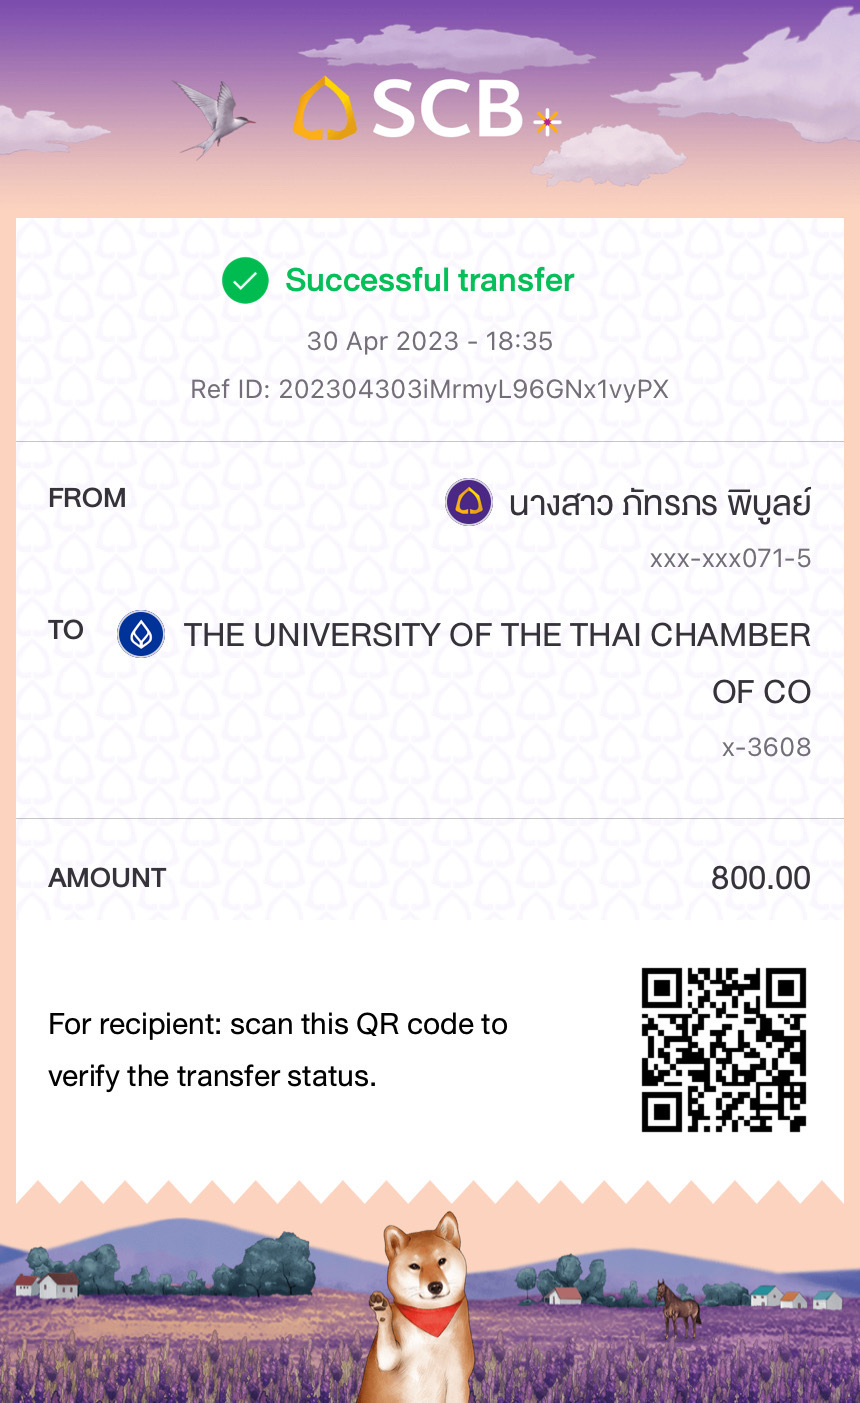 SCB
Successful transfer
30 Apr 2023 - 18:35
Ref ID: 202304303iMrmyL96GNx1vyPX
FROM
นางสาว ภัทรภร พิบูลย์
xxx-xxx071-5
TO
THE UNIVERSITY OF THE THAI CHAMBER
OF CO
x-3608
AMOUNT
800.00
For recipient: scan this QR code to
verify the transfer status.